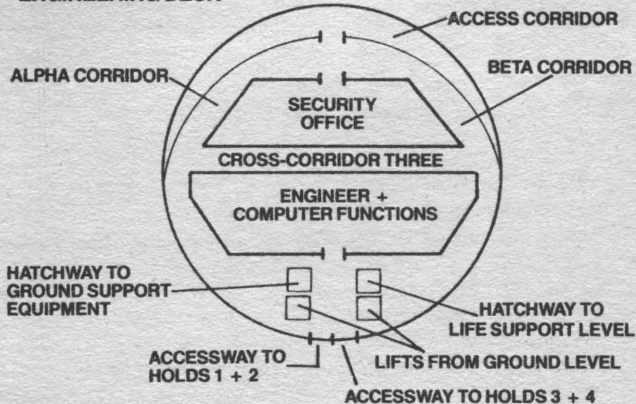 ACCESS CORRIDOR
ALPHA CORRIDOR
BETA CORRIDOR
SECURITY
OFFICE
CROSS-CORRIDOR THREE
ENGINEER +
COMPUTER FUNCTIONS
HATCHWAY TO
GROUND SUPPORT
EQUIPMENT
HATCHWAY TO
LIFE SUPPORT LEVEL
LIFTS FROM GROUND LEVEL
ACCESSWAY TO
HOLDS 1 + 2
ACCESSWAY TO HOLDS 3 + 4